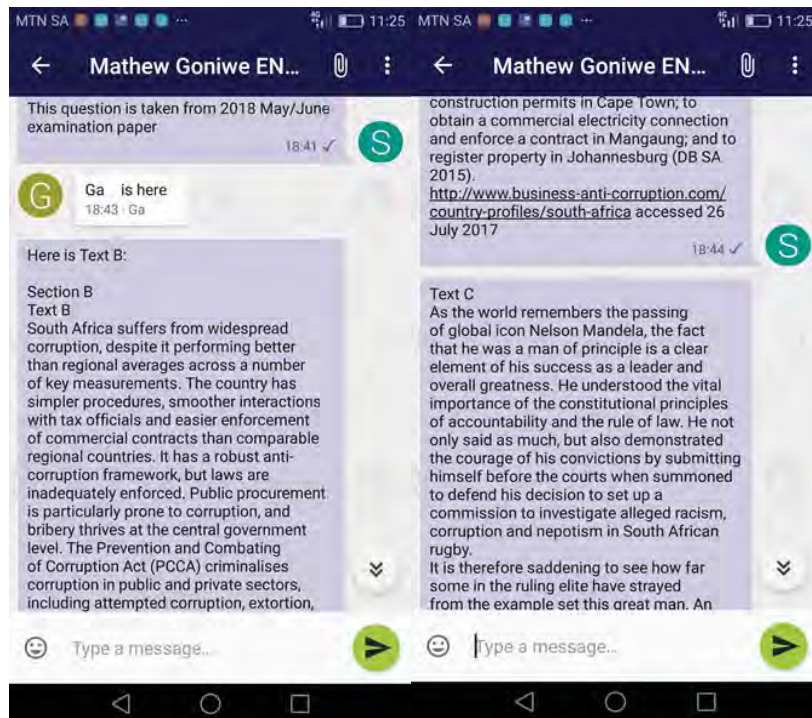 MTN SA ... 4G 11:25
Mathew Goniwe EN...
This question is taken from 2018 May/June
examination paper
18:41
S
G
Ga is here
18:43 · Ga
Here is Text B:
Section B
Text B
South Africa suffers from widespread
corruption, despite it performing better
than regional averages across a number
of key measurements. The country has
simpler procedures, smoother interactions
with tax officials and easier enforcement
of commercial contracts than comparable
regional countries. It has a robust anti-
corruption framework, but laws are
inadequately enforced. Public procurement
is particularly prone to corruption, and
bribery thrives at the central government
level. The Prevention and Combating
of Corruption Act (PCCA) criminalises
corruption in public and private sectors,
including attempted corruption, extortion,
Type a message...
MTN SA ... 4G 11:25
Mathew Goniwe EN...
construction permits in Cape Town; to
obtain a commercial electricity connection
and enforce a contract in Mangaung; and to
register property in Johannesburg (DB SA
2015).
http://www.business-anti-corruption.com/
country-profiles/south-africa accessed 26
July 2017
18:44
S
Text C
As the world remembers the passing
of global icon Nelson Mandela, the fact
that he was a man of principle is a clear
element of his success as a leader and
overall greatness. He understood the vital
importance of the constitutional principles
of accountability and the rule of law. He not
only said as much, but also demonstrated
the courage of his convictions by submitting
himself before the courts when summoned
to defend his decision to set up a
commission to investigate alleged racism,
corruption and nepotism in South African
rugby.
It is therefore saddening to see how far
some in the ruling elite have strayed
from the example set this great man. An
Type a message...